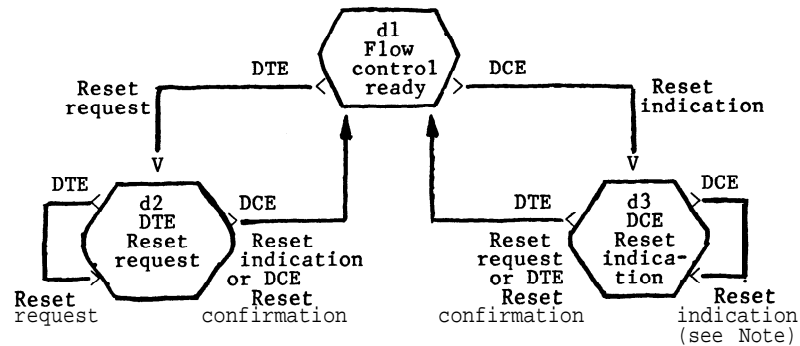 d1
Flow
control
ready
DTE
DCE
Reset
request
Reset
indication
V
V
DTE
d2
DTE
Reset
request
DCE
Reset
indication
or DCE
Reset
confirmation
Reset
request
DTE
Reset
request
or DTE
Reset
confirmation
d3
DCE
Reset
indica-
tion
DCE
Reset
indication
(see Note)